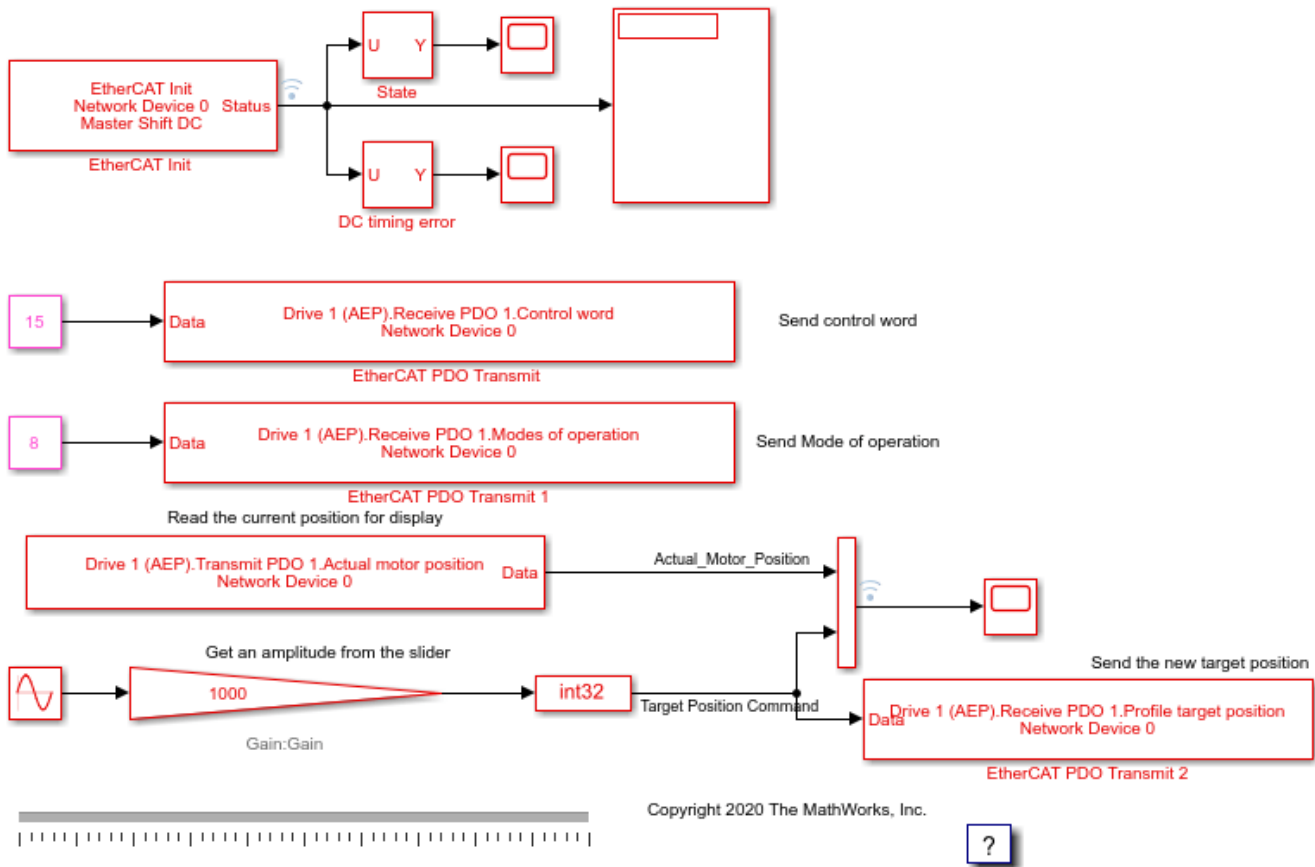 U Y
State
EtherCAT Init
Network Device 0
Master Shift DC
Status
EtherCAT Init
U Y
DC timing error
15
Data
Drive 1 (AEP).Receive PDO 1.Control word
Network Device 0
EtherCAT PDO Transmit
Send control word
8
Data
Drive 1 (AEP).Receive PDO 1.Modes of operation
Network Device 0
EtherCAT PDO Transmit 1
Send Mode of operation
Read the current position for display
Drive 1 (AEP).Transmit PDO 1.Actual motor position
Network Device 0
Data
Actual_Motor_Position
Get an amplitude from the slider
1000
Gain:Gain
int32
Target Position Command
Send the new target position
Data
Drive 1 (AEP).Receive PDO 1.Profile target position
Network Device 0
EtherCAT PDO Transmit 2
Copyright 2020 The MathWorks, Inc.
?